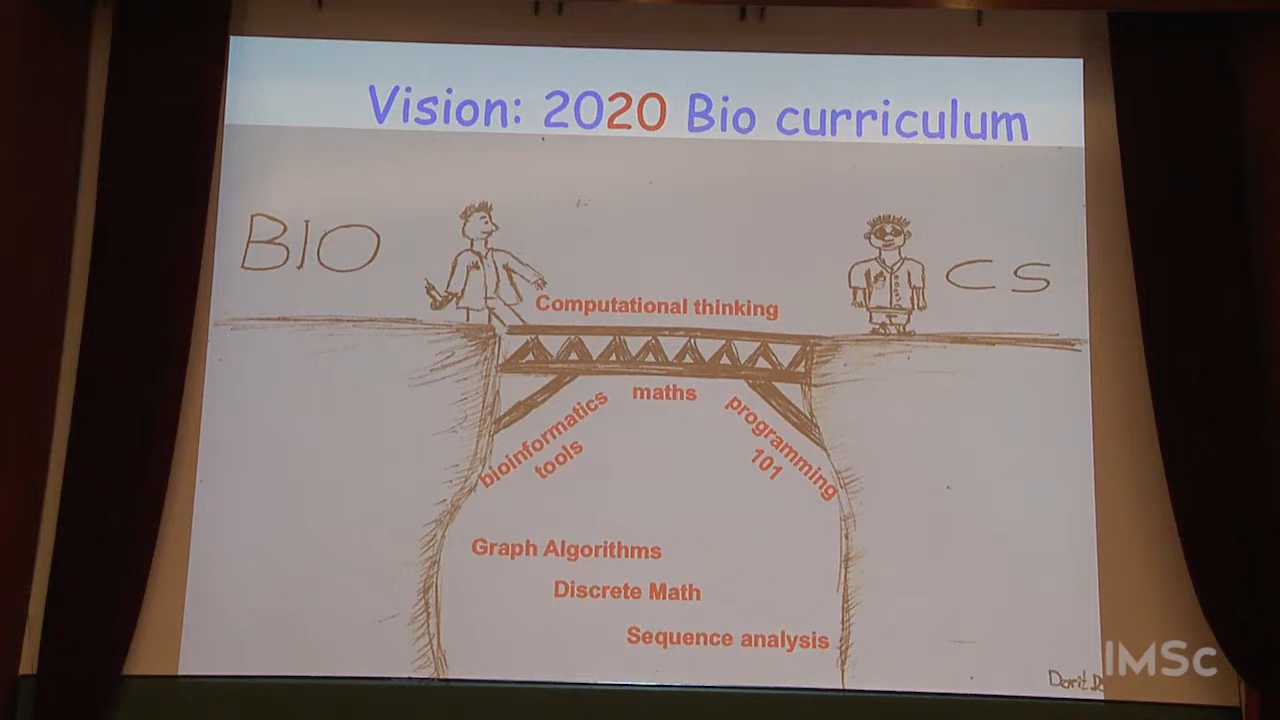 Vision: 2020 Bio curriculum
BIO
CS
Computational thinking
maths
bioinformatics
tools
programming
101
Graph Algorithms
Discrete Math
Sequence analysis
IMSc